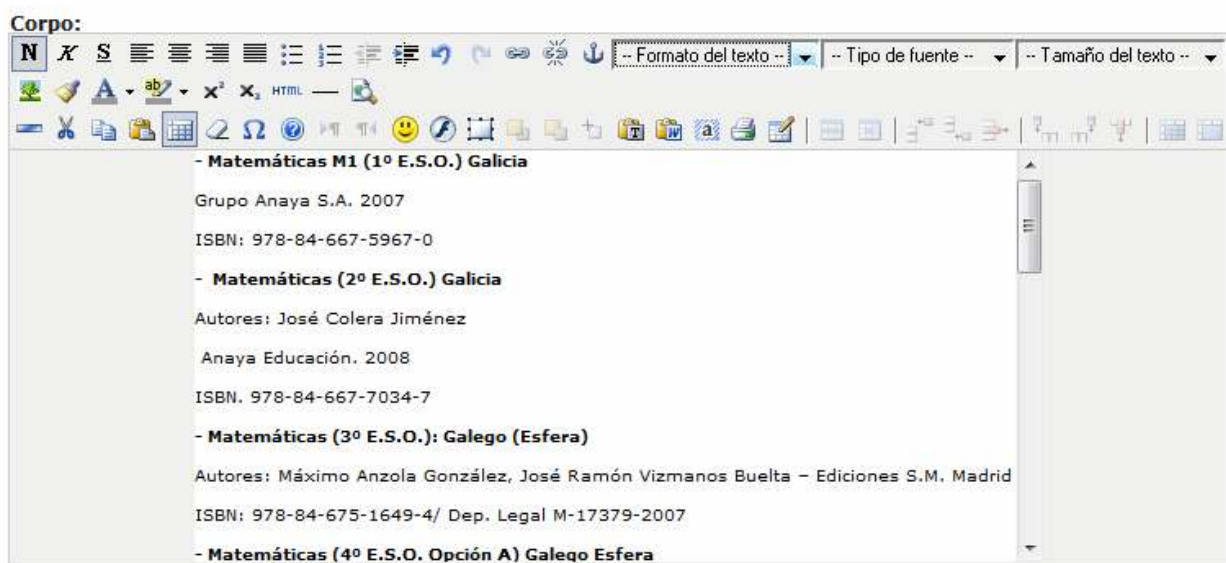 Corpo:
N K S -- Formato del texto -- -- Tipo de fuente -- -- Tamaño del texto --
A ab x² x₂ HTML
- Matemáticas M1 (1º E.S.O.) Galicia
Grupo Anaya S.A. 2007
ISBN: 978-84-667-5967-0
- Matemáticas (2º E.S.O.) Galicia
Autores: José Colera Jiménez
Anaya Educación. 2008
ISBN. 978-84-667-7034-7
- Matemáticas (3º E.S.O.): Galego (Esfera)
Autores: Máximo Anzola González, José Ramón Vizmanos Buelta – Ediciones S.M. Madrid
ISBN: 978-84-675-1649-4/ Dep. Legal M-17379-2007
- Matemáticas (4º E.S.O. Opción A) Galego Esfera